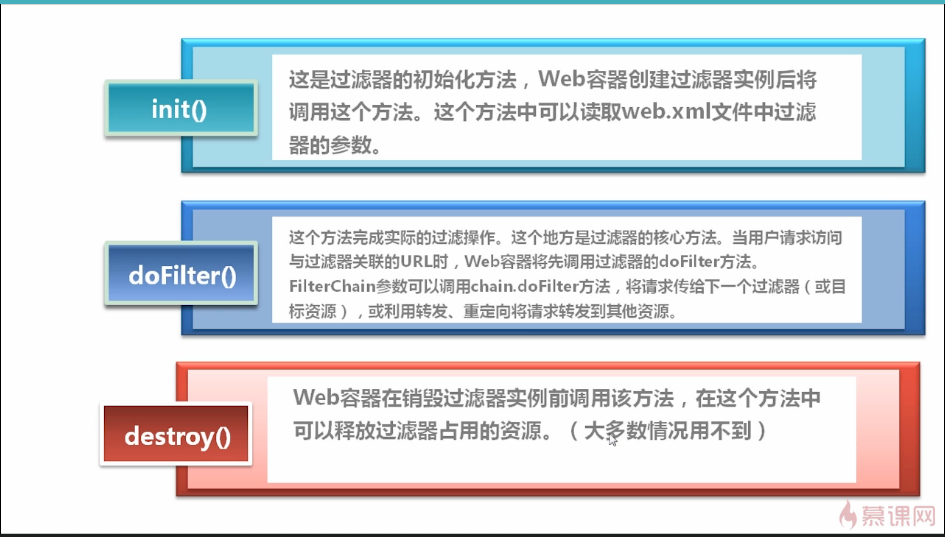 init()
这是过滤器的初始化方法，Web容器创建过滤器实例后将
调用这个方法。这个方法中可以读取web.xml文件中过滤
器的参数。
doFilter()
这个方法完成实际的过滤操作。这个地方是过滤器的核心方法。当用户请求访问
与过滤器关联的URL时，Web容器将先调用过滤器的doFilter方法。
FilterChain参数可以调用chain.doFilter方法，将请求传给下一个过滤器（或目
标资源），或利用转发、重定向将请求转发到其他资源。
destroy()
Web容器在销毁过滤器实例前调用该方法，在这个方法中
可以释放过滤器占用的资源。（大多数情况用不到）
慕课网